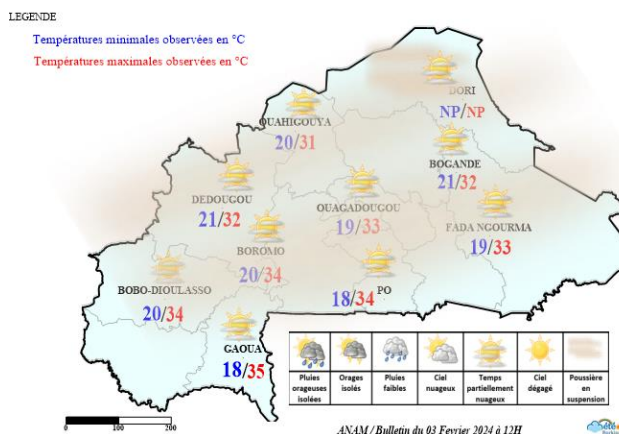 LEGENDE
Températures minimales observées en °C
Températures maximales observées en °C
DORI
NP/NP
OUAHIGOUYA
20/31
BOGANDE
21/32
DEDOUGOU
21/32
OUAGADOUGOU
19/33
FADA NGOURMA
19/33
BOROMO
20/34
BOBO-DIOULASSO
20/34
PO
18/34
GAOUA
18/35
Pluies orageuses isolées
Orages isolés
Pluies faibles
Ciel nuageux
Temps partiellement nuageux
Ciel dégagé
Poussière en suspension
0 100 200
ANAM / Bulletin du 03 Fevrier 2024 à 12H